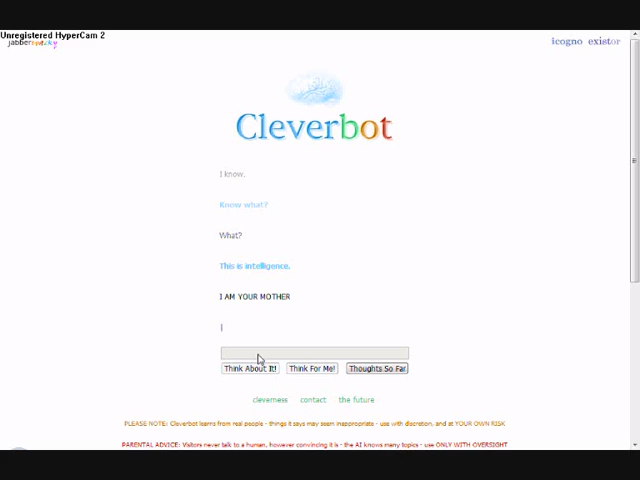 Unregistered HyperCam 2
jabberwacky
icogno existor
Cleverbot
I know.
Know what?
What?
This is intelligence.
I AM YOUR MOTHER
Think About It! Think For Me! Thoughts So Far
cleverness contact the future
PLEASE NOTE: Cleverbot learns from real people - things it says may seem inappropriate - use with discretion, and at YOUR OWN RISK
PARENTAL ADVICE: Visitors never talk to a human, however convincing it is - the AI knows many topics - use ONLY WITH OVERSIGHT